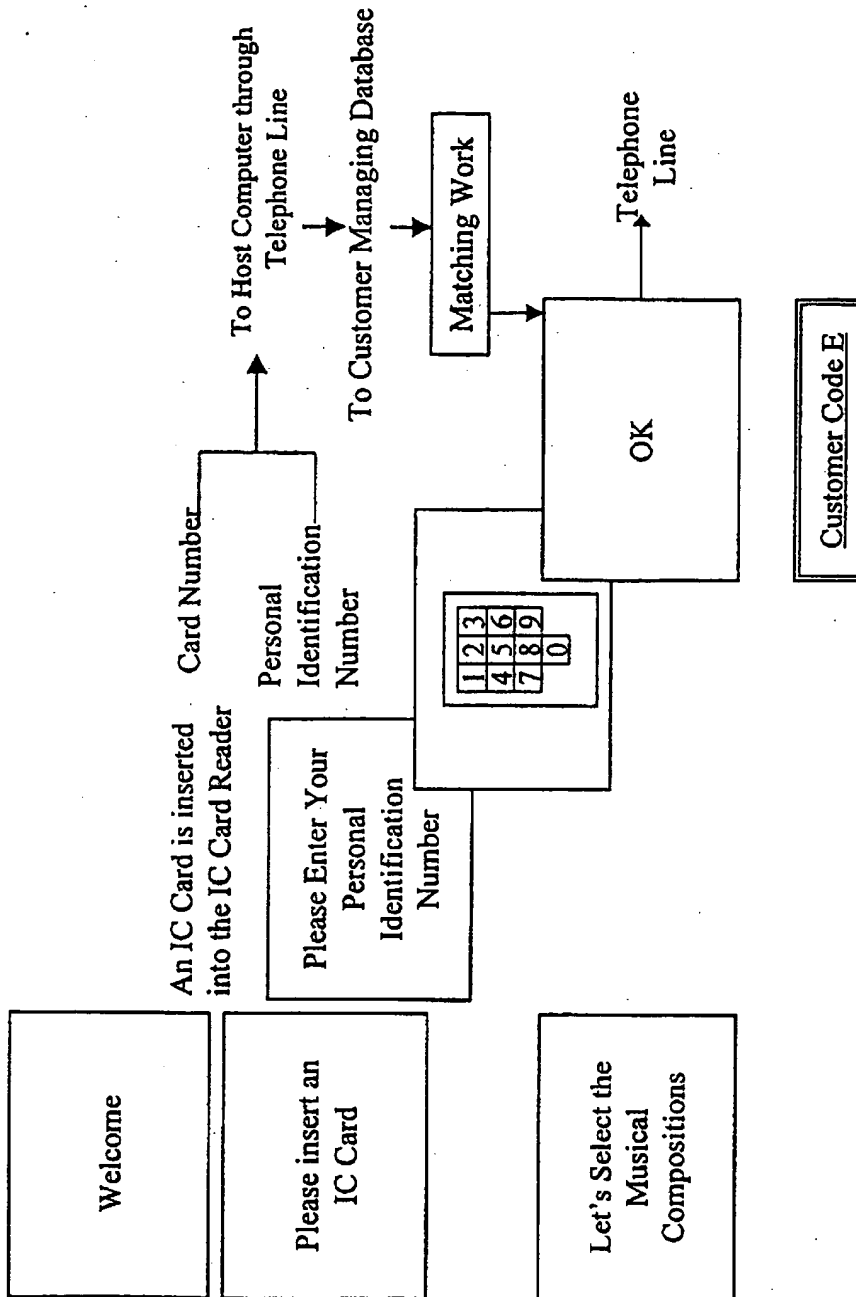 Welcome
Please insert an
IC Card
Let's Select the
Musical
Compositions
An IC Card is inserted
into the IC Card Reader
Please Enter Your
Personal
Identification
Number
Card Number
Personal
Identification
Number
1 2 3
4 5 6
7 8 9
0
To Host Computer through
Telephone Line
To Customer Managing Database
Matching Work
OK
Telephone
Line
Customer Code E